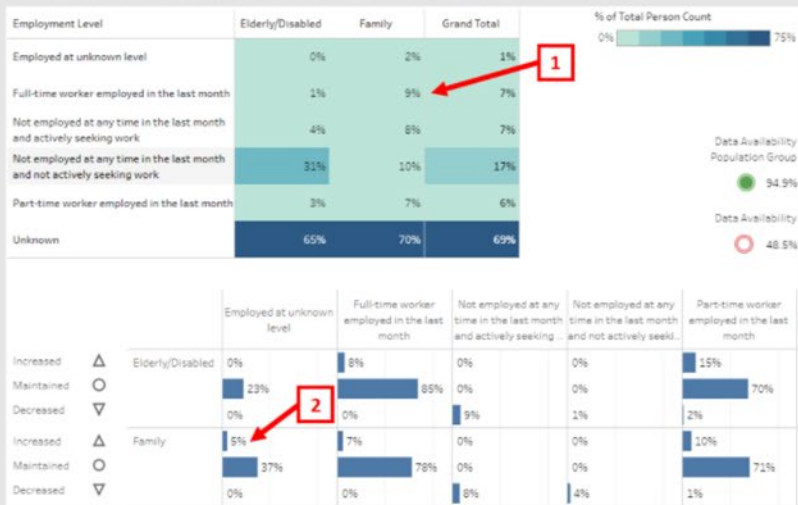 Employment Level Elderly/Disabled Family Grand Total
Employed at unknown level 0% 2% 1%
Full-time worker employed in the last month 1% 9% 7%
Not employed at any time in the last month
and actively seeking work 4% 8% 7%
Not employed at any time in the last month
and not actively seeking work 31% 10% 17%
Part-time worker employed in the last month 3% 7% 6%
Unknown 65% 70% 69%
1
% of Total Person Count
0% 75%
Data Availability
Population Group
94.9%
Data Availability
48.5%
Employed at unknown
level
Full-time worker
employed in the last
month
Not employed at any
time in the last month
and actively seeking ..
Not employed at any
time in the last month
and not actively seeki..
Part-time worker
employed in the last
month
Increased Elderly/Disabled 0% 8% 0% 0% 15%
Maintained 23% 85% 0% 0% 70%
Decreased 0% 0% 9% 1% 2%
2
Increased Family 5% 7% 0% 0% 10%
Maintained 37% 78% 0% 0% 71%
Decreased 0% 0% 8% 4% 1%